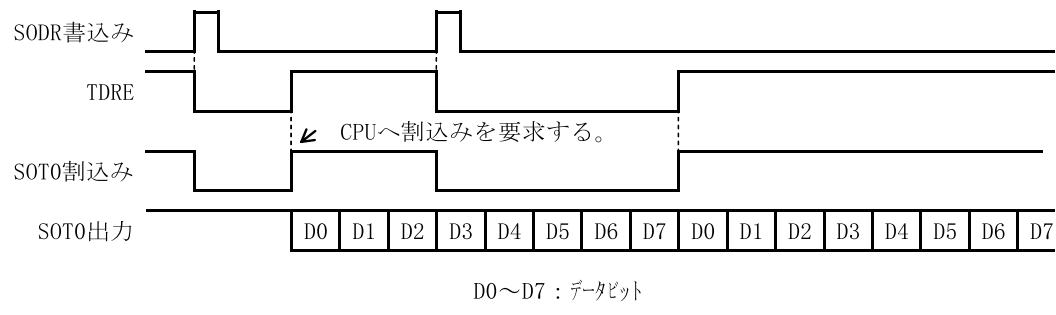 SODR書込み
TDRE
CPUへ割込みを要求する。
SOT0割込み
SOT0出力
D0 D1 D2 D3 D4 D5 D6 D7 D0 D1 D2 D3 D4 D5 D6 D7
D0～D7：ﾃﾞｰﾀﾋﾞｯﾄ